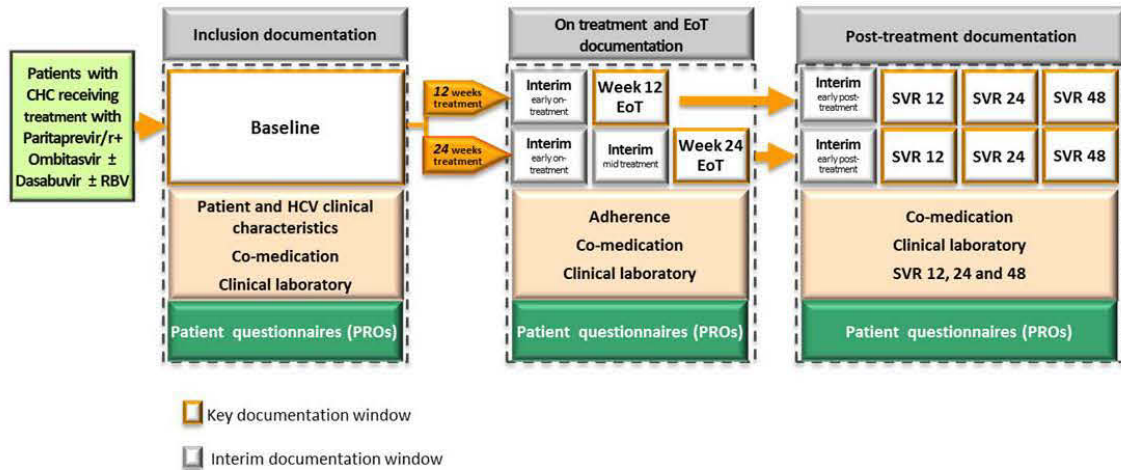 Inclusion documentation
On treatment and EoT
documentation
Post-treatment documentation
Patients with
CHC receiving
treatment with
Paritaprevir/r+
Ombitasvir ±
Dasabuvir ± RBV
Baseline
12 weeks
treatment
24 weeks
treatment
Interim
early on-
treatment
Week 12
EoT
Interim
early on-
treatment
Interim
mid treatment
Week 24
EoT
Interim
early post-
treatment
SVR 12
SVR 24
SVR 48
Interim
early post-
treatment
SVR 12
SVR 24
SVR 48
Patient and HCV clinical
characteristics
Co-medication
Clinical laboratory
Adherence
Co-medication
Clinical laboratory
Co-medication
Clinical laboratory
SVR 12, 24 and 48
Patient questionnaires (PROs)
Patient questionnaires (PROs)
Patient questionnaires (PROs)
Key documentation window
Interim documentation window